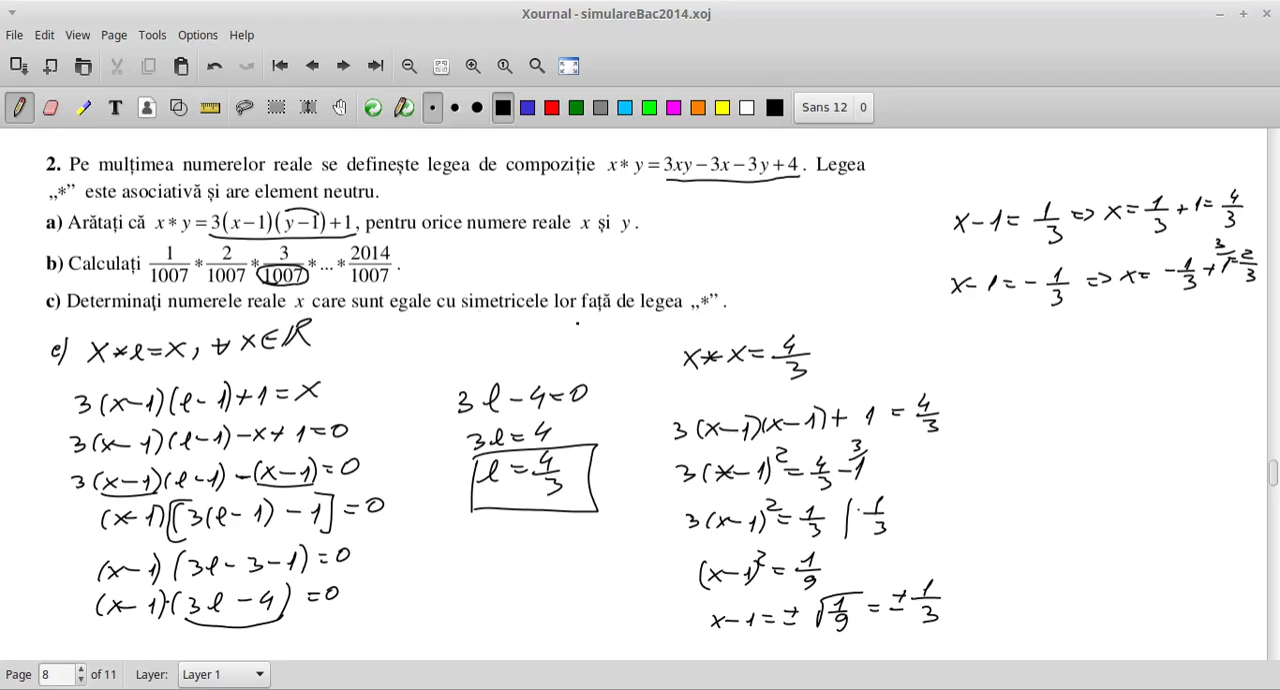 Xournal - simulareBac2014.xoj
File Edit View Page Tools Options Help
Sans 12 0
2. Pe mulțimea numerelor reale se definește legea de compoziție x * y = 3xy − 3x − 3y + 4. Legea
„*” este asociativă și are element neutru.
a) Arătați că x * y = 3(x − 1)(y − 1) + 1, pentru orice numere reale x și y.
b) Calculați 1/1007 * 2/1007 * 3/1007 * ... * 2014/1007.
c) Determinați numerele reale x care sunt egale cu simetricele lor față de legea „*”.
c) x * e = x, ∀ x ∈ ℝ
3(x−1)(e−1)+1 = x
3(x−1)(e−1)−x+1=0
3(x−1)(e−1)−(x−1)=0
(x−1)[3(e−1)−1]=0
(x−1)(3e−3−1)=0
(x−1)·(3e−4)=0
3e−4=0
3e=4
e=4/3
x*x=4/3
3(x−1)(x−1)+1=4/3
3(x−1)²=4/3−³⁾1
3(x−1)²=1/3 |·1/3
(x−1)²=1/9
x−1=±√(1/9)=±1/3
x−1=1/3 => x=1/3+1=4/3
x−1=−1/3 => x=−1/3+³⁾1=2/3
Page 8 of 11 Layer: Layer 1